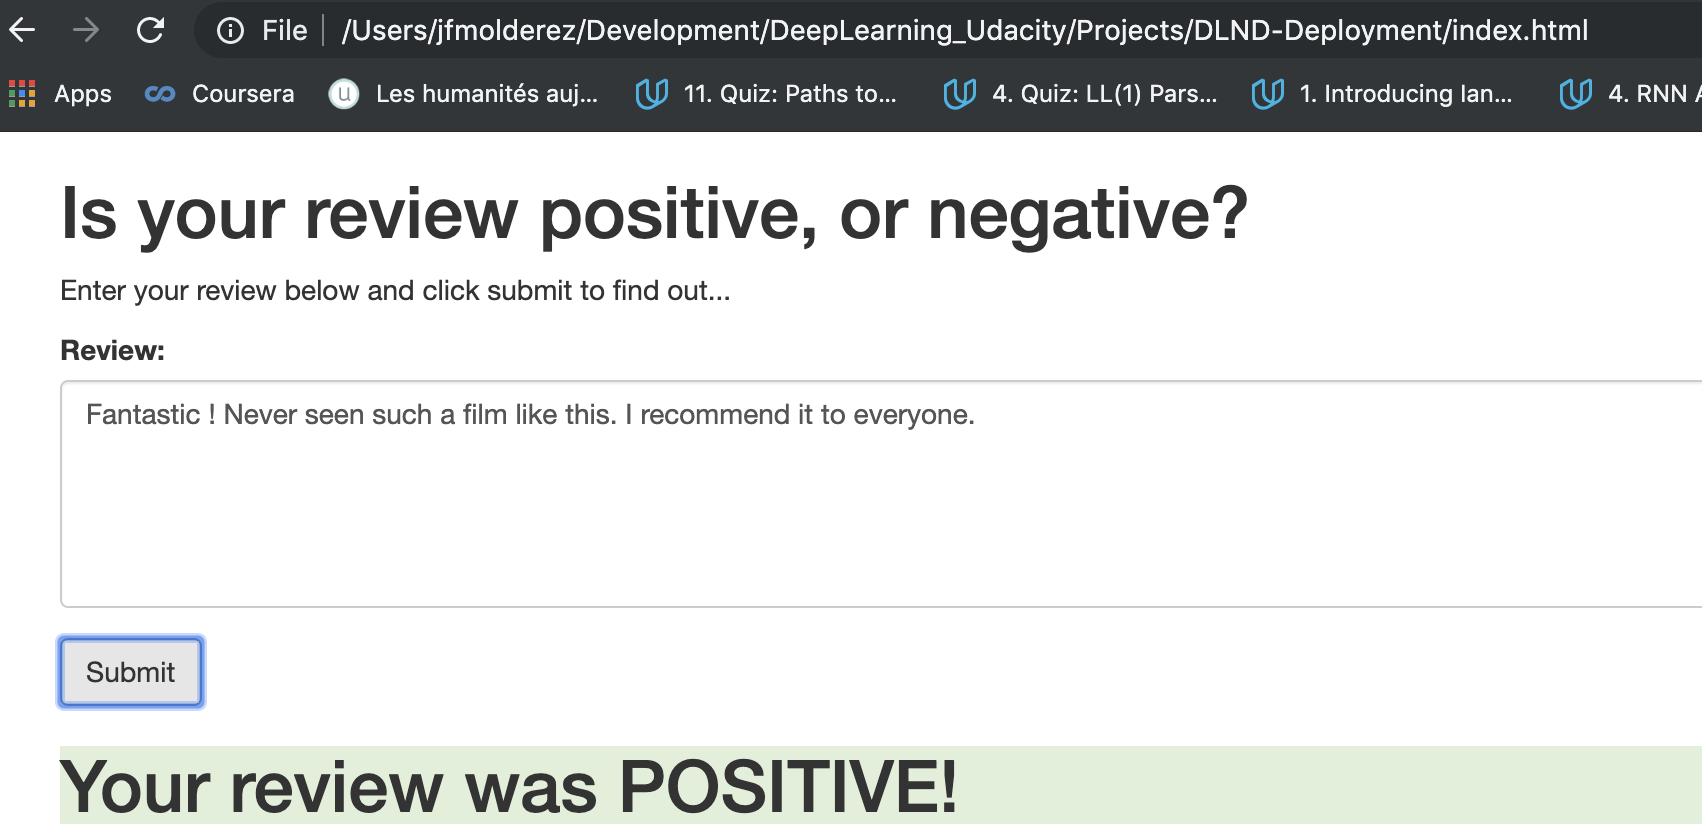 File /Users/jfmolderez/Development/DeepLearning_Udacity/Projects/DLND-Deployment/index.html
Apps Coursera Les humanités auj... 11. Quiz: Paths to... 4. Quiz: LL(1) Pars... 1. Introducing lan... 4. RNN
Is your review positive, or negative?
Enter your review below and click submit to find out...
Review:
Fantastic ! Never seen such a film like this. I recommend it to everyone.
Submit
Your review was POSITIVE!